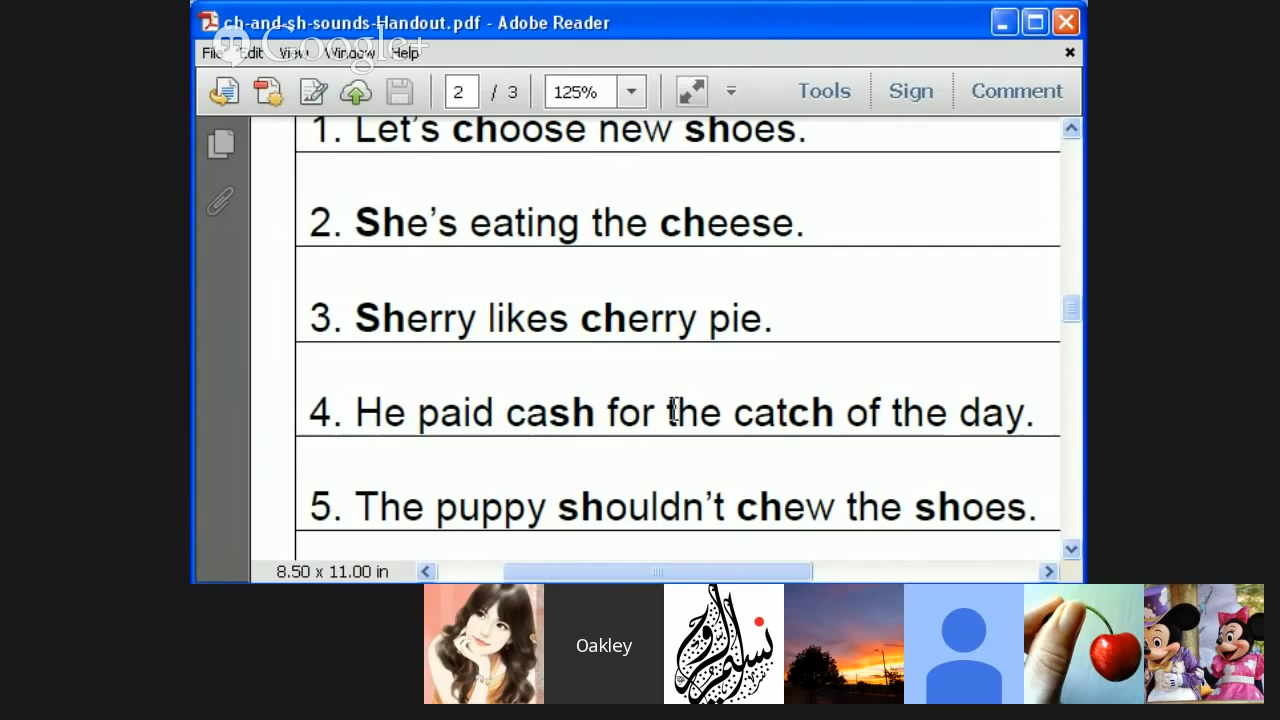 ch-and-sh-sounds-Handout.pdf - Adobe Reader
Google+
File Edit View Window Help
2 / 3 125% Tools Sign Comment
1. Let's choose new shoes.
2. She's eating the cheese.
3. Sherry likes cherry pie.
4. He paid cash for the catch of the day.
5. The puppy shouldn't chew the shoes.
8.50 x 11.00 in
Oakley